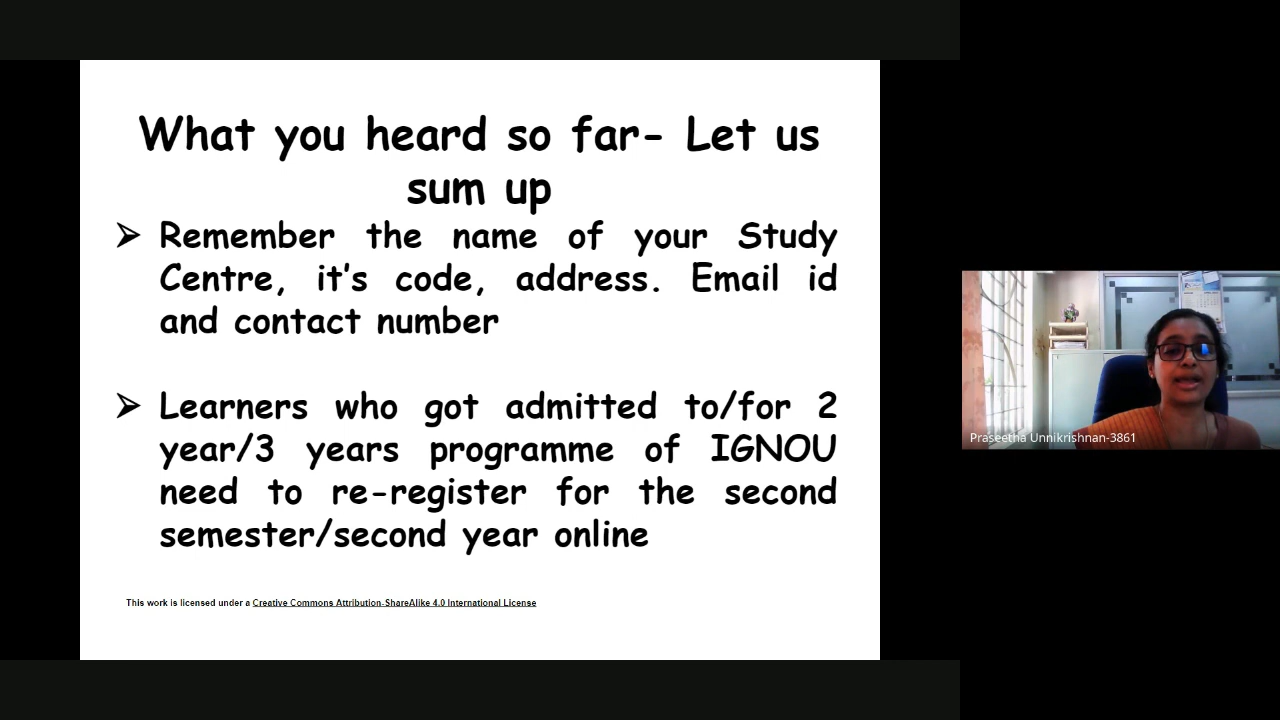 What you heard so far- Let us
sum up
➢ Remember the name of your Study
Centre, it's code, address. Email id
and contact number
➢ Learners who got admitted to/for 2
year/3 years programme of IGNOU
need to re-register for the second
semester/second year online
This work is licensed under a Creative Commons Attribution-ShareAlike 4.0 International License
Praseetha Unnikrishnan-3861